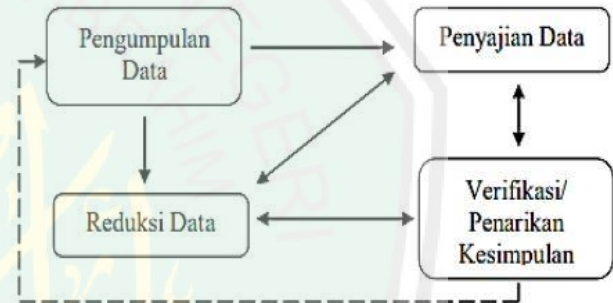 Pengumpulan
Data
Penyajian Data
Reduksi Data
Verifikasi/
Penarikan
Kesimpulan